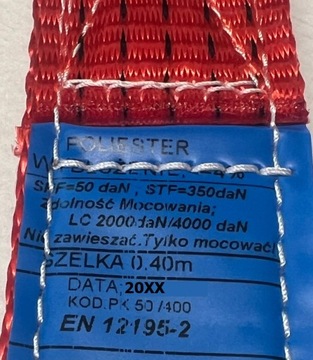 POLIESTER
SHF=50 daN , STF=350daN
Zdolność Mocowania;
LC 2000daN/4000 daN
Nie zawieszać.Tylko mocować!
SZELKA 0,40m
DATA;20XX
KOD.PK 50 /400
EN 12195-2